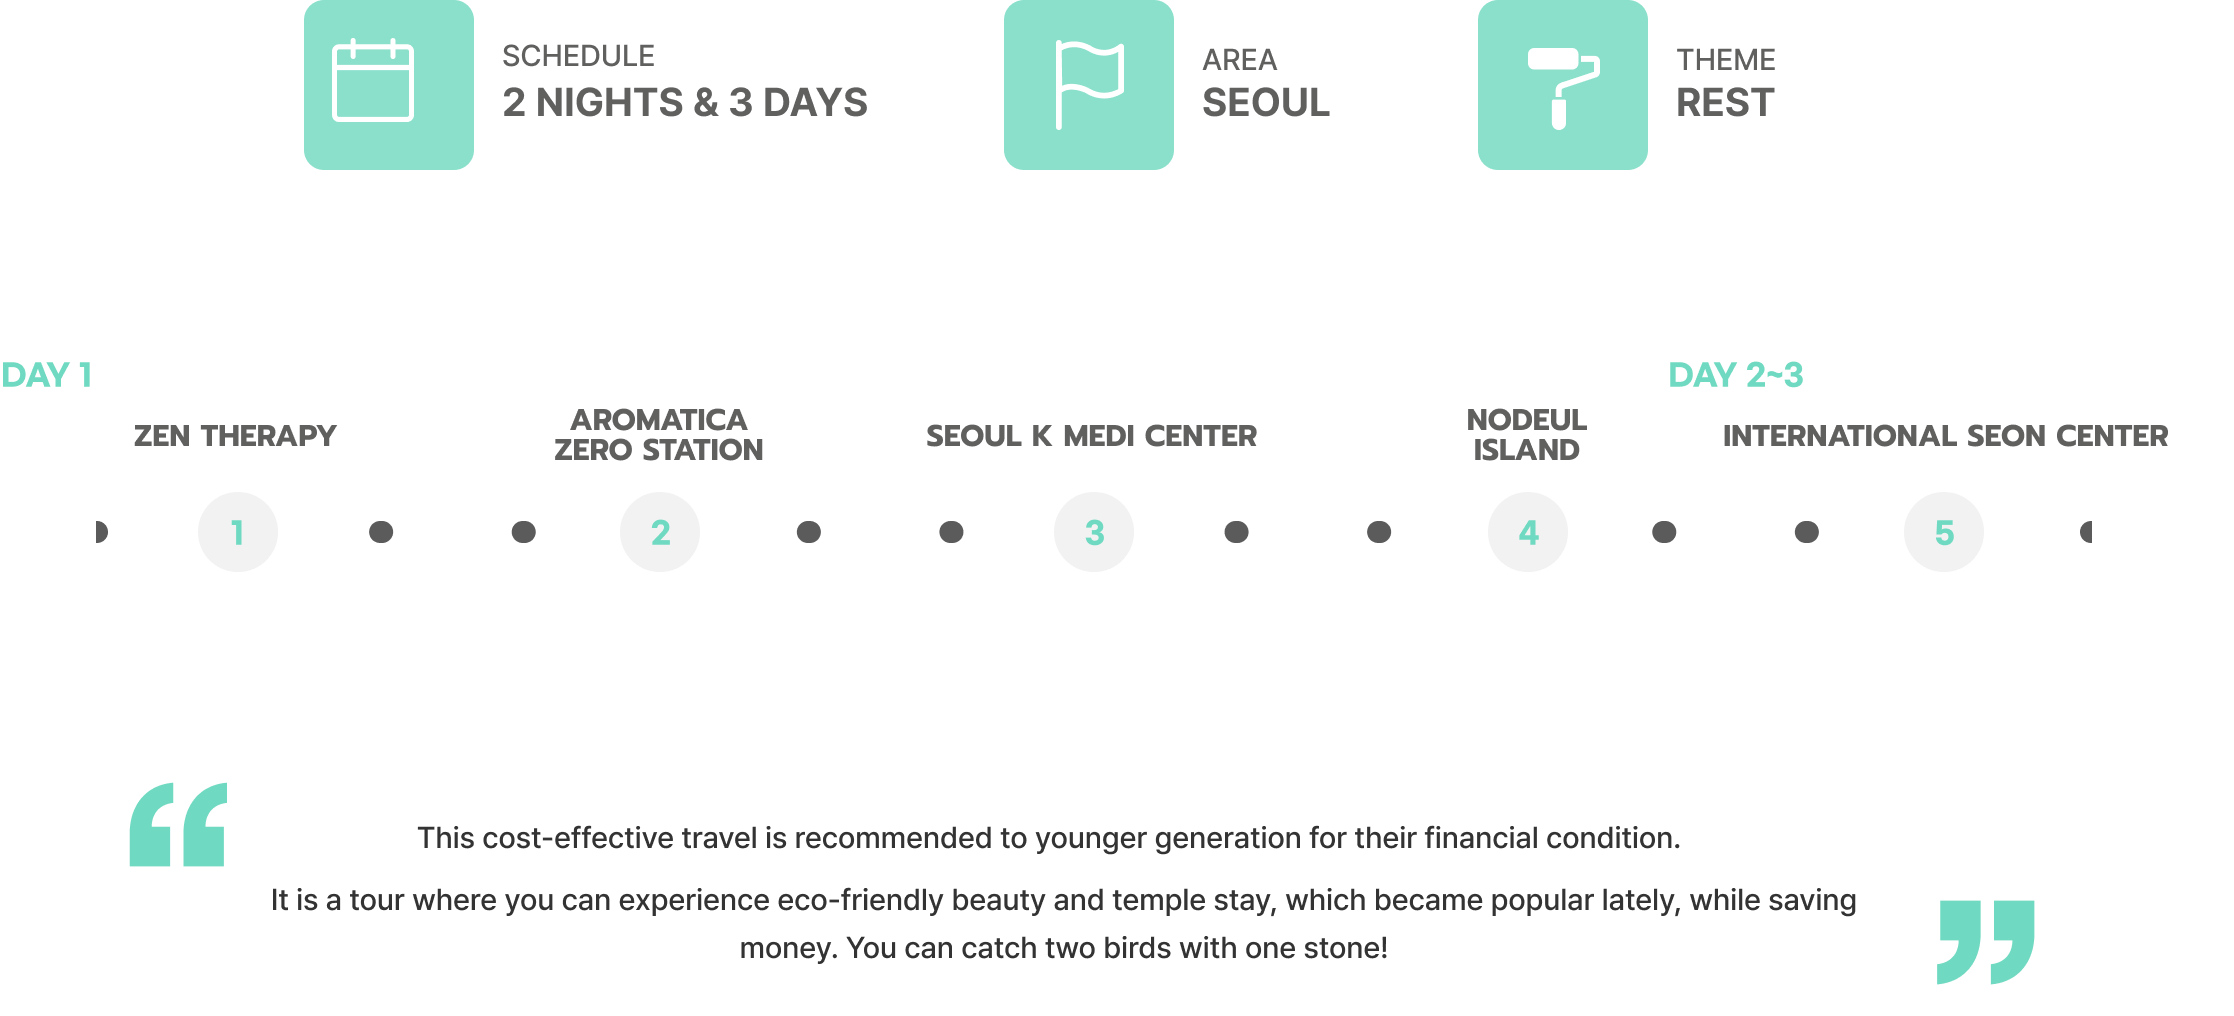 SCHEDULE
2 NIGHTS & 3 DAYS
AREA
SEOUL
THEME
REST
DAY 1
DAY 2~3
ZEN THERAPY
AROMATICA
ZERO STATION
SEOUL K MEDI CENTER
NODEUL
ISLAND
INTERNATIONAL SEON CENTER
1
2
3
4
5
“
This cost-effective travel is recommended to younger generation for their financial condition.
It is a tour where you can experience eco-friendly beauty and temple stay, which became popular lately, while saving
money. You can catch two birds with one stone!
”